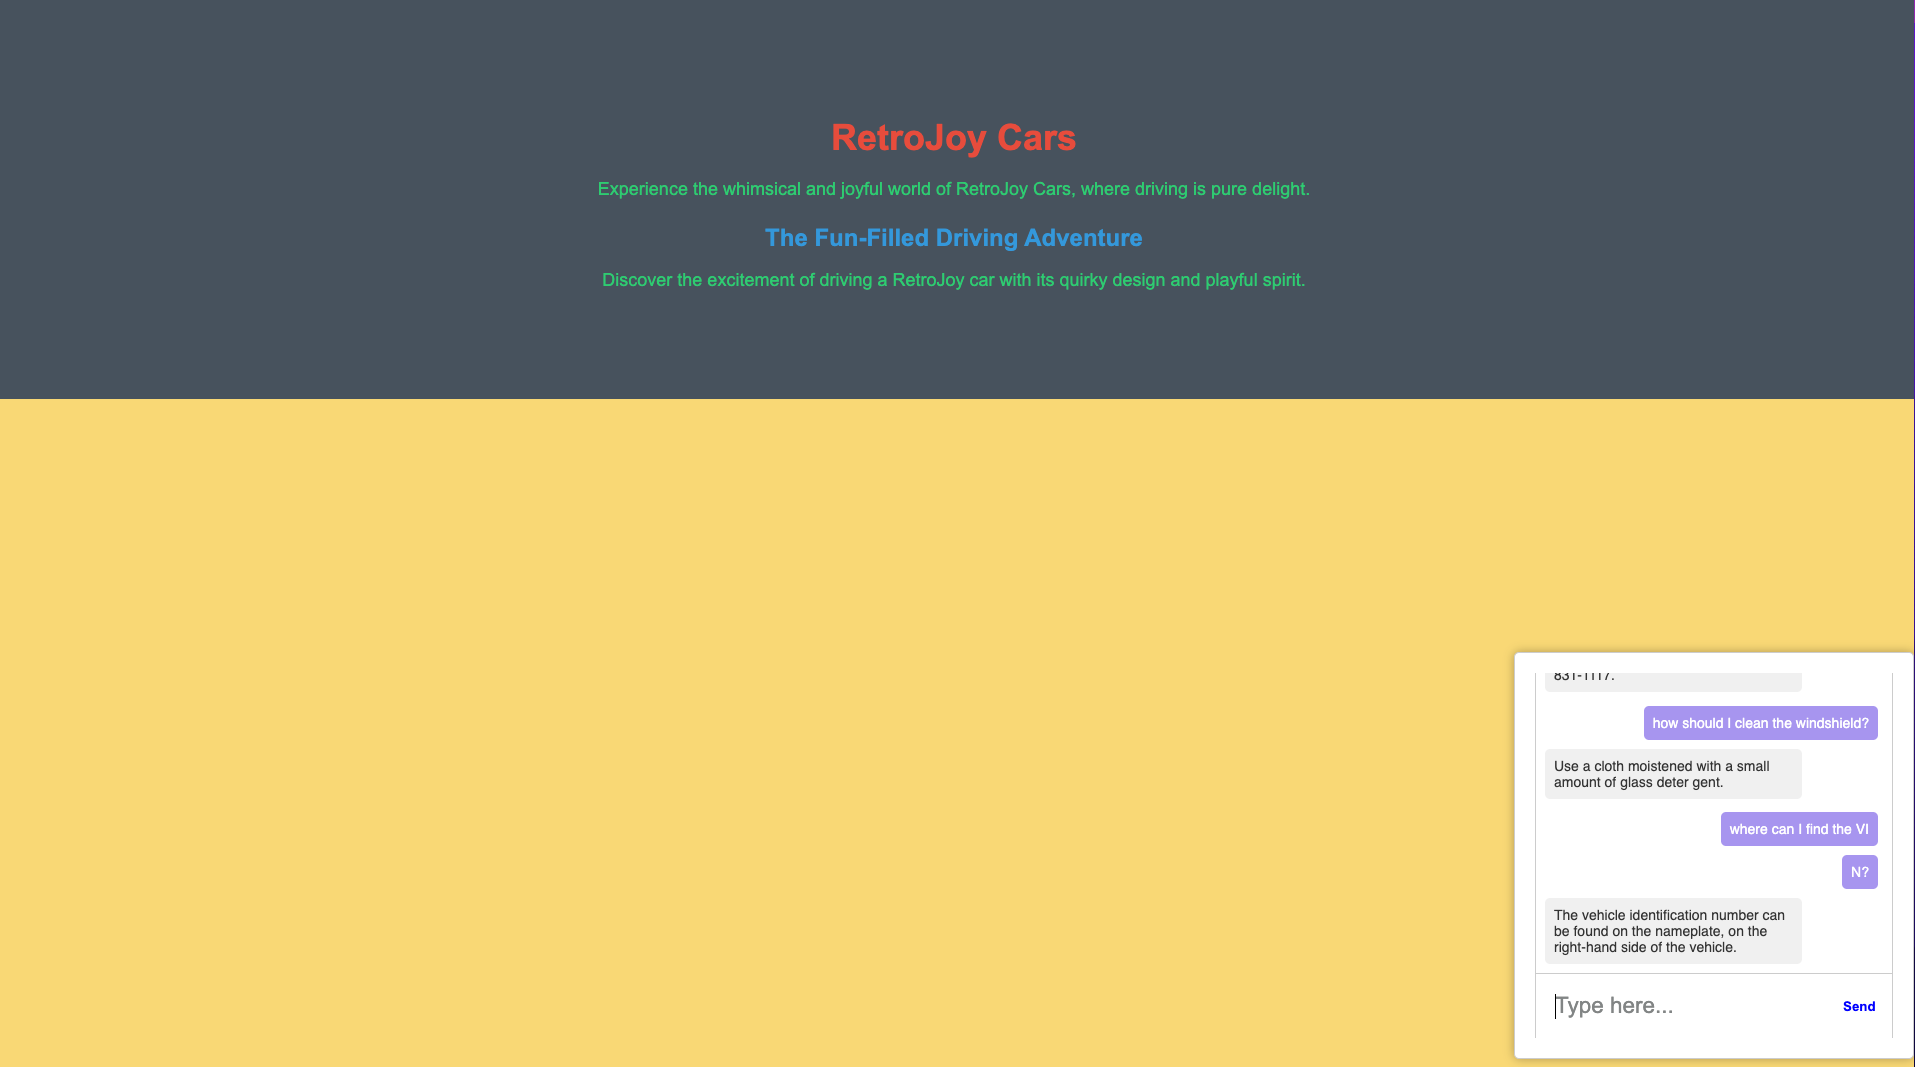 RetroJoy Cars
Experience the whimsical and joyful world of RetroJoy Cars, where driving is pure delight.
The Fun-Filled Driving Adventure
Discover the excitement of driving a RetroJoy car with its quirky design and playful spirit.
831-1117.
how should I clean the windshield?
Use a cloth moistened with a small
amount of glass deter gent.
where can I find the VI
N?
The vehicle identification number can
be found on the nameplate, on the
right-hand side of the vehicle.
Type here...
Send